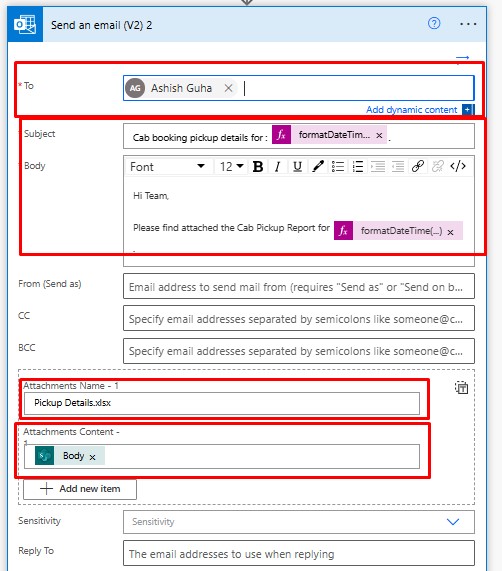 Send an email (V2) 2
* To
AG Ashish Guha ×
Add dynamic content +
* Subject
Cab booking pickup details for : fx formatDateTim... × .
* Body
Font 12 B I U </>
Hi Team,
Please find attached the Cab Pickup Report for fx formatDateTime(...) ×
.
From (Send as)
Email address to send mail from (requires "Send as" or "Send on b...
CC
Specify email addresses separated by semicolons like someone@c...
BCC
Specify email addresses separated by semicolons like someone@c...
Attachments Name - 1
Pickup Details.xlsx
Attachments Content -
1
Body ×
+ Add new item
Sensitivity
Sensitivity
Reply To
The email addresses to use when replying